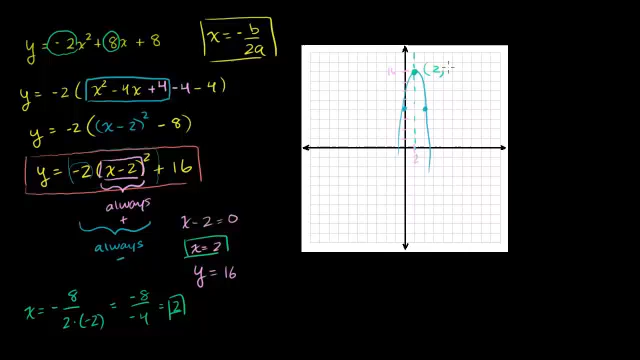 y = -2x² + 8x + 8
x = -b/2a
y = -2( x² - 4x + 4 - 4 - 4)
y = -2((x-2)² - 8)
y = (-2(x-2)²) + 16
always
+
always
-
x - 2 = 0
x = 2
y = 16
x = - 8/(2·(-2)) = -8/-4 = 2
16
(2,
2